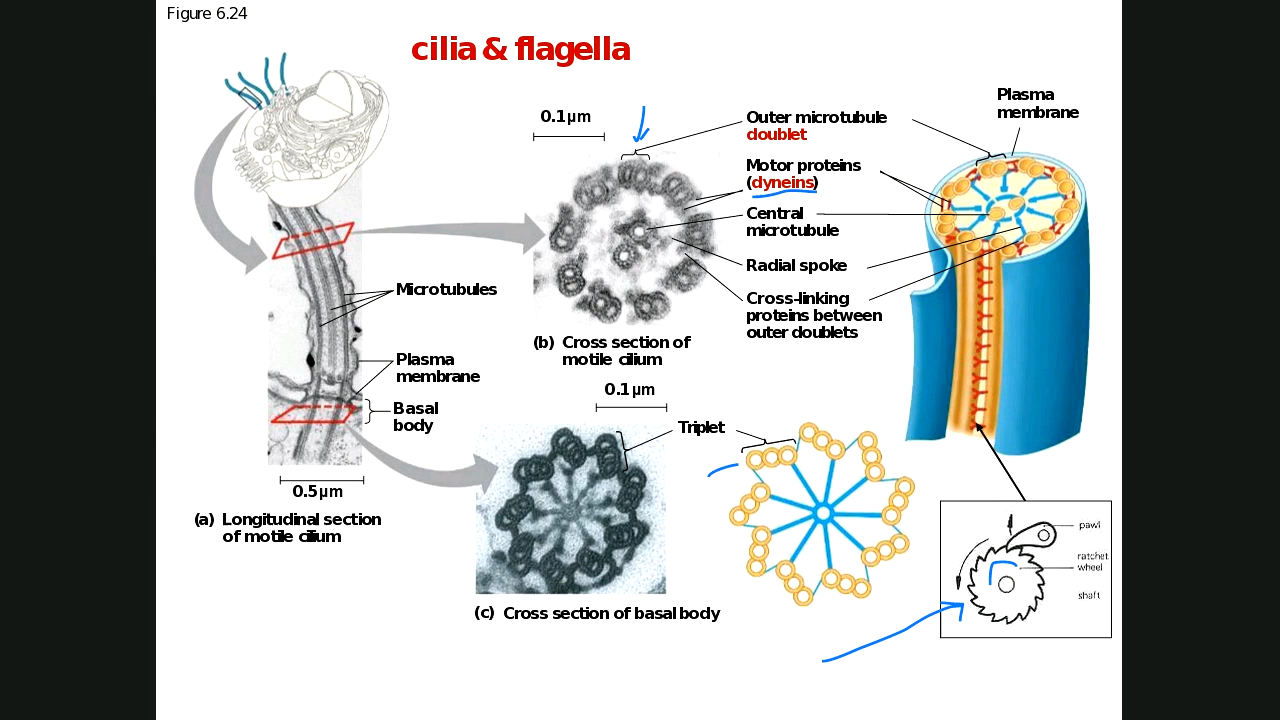 Figure 6.24
cilia & flagella
0.1 µm
Outer microtubule
doublet
Motor proteins
(dyneins)
Central
microtubule
Radial spoke
Cross-linking
proteins between
outer doublets
Plasma
membrane
Microtubules
Plasma
membrane
Basal
body
0.5 µm
(a) Longitudinal section
of motile cilium
(b) Cross section of
motile cilium
0.1 µm
Triplet
(c) Cross section of basal body
pawl
ratchet
wheel
shaft